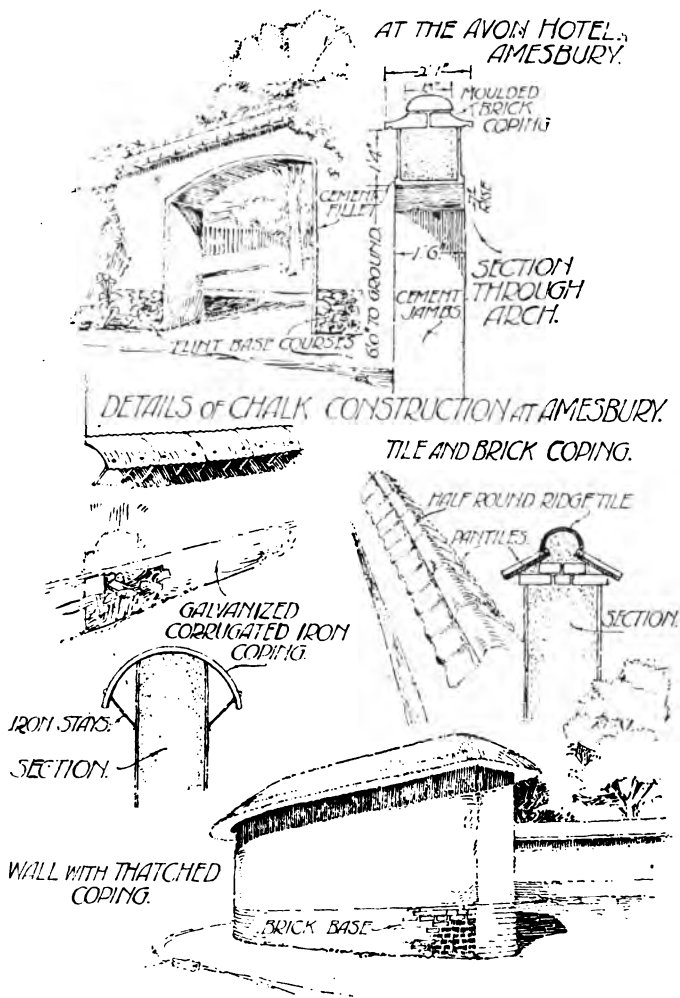 AT THE AVON HOTEL,
AMESBURY.
2'1"
MOULDED
BRICK
COPING
1'4"
CEMENT
FILLET
RISE
6'0" TO GROUND.
1'6"
SECTION
THROUGH
ARCH.
CEMENT
JAMBS
FLINT BASE COURSES
DETAILS OF CHALK CONSTRUCTION AT AMESBURY.
TILE AND BRICK COPING.
HALF ROUND RIDGE TILE
PANTILES.
SECTION.
GALVANIZED
CORRUGATED IRON
COPING.
IRON STAYS.
SECTION.
WALL WITH THATCHED
COPING.
BRICK BASE